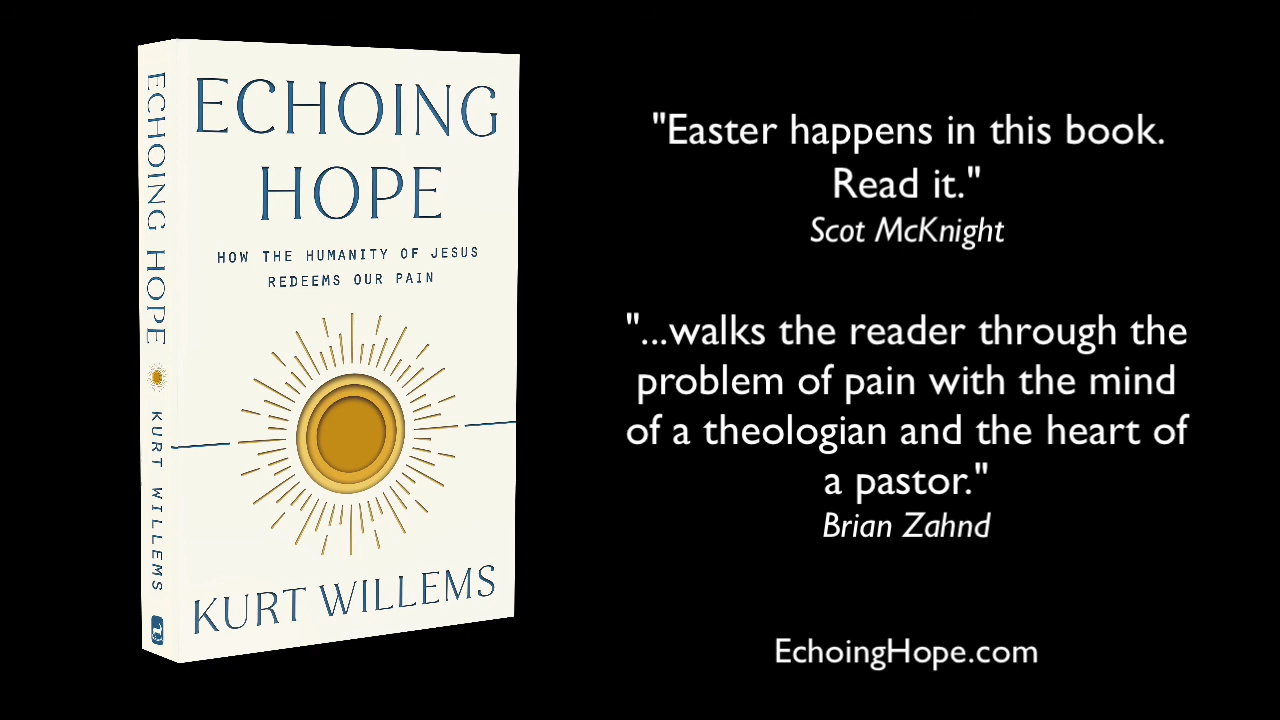 ECHOING HOPE
KURT WILLEMS
ECHOING
HOPE
HOW THE HUMANITY OF JESUS
REDEEMS OUR PAIN
KURT WILLEMS
"Easter happens in this book.
Read it."
Scot McKnight
"...walks the reader through the
problem of pain with the mind
of a theologian and the heart of
a pastor."
Brian Zahnd
EchoingHope.com